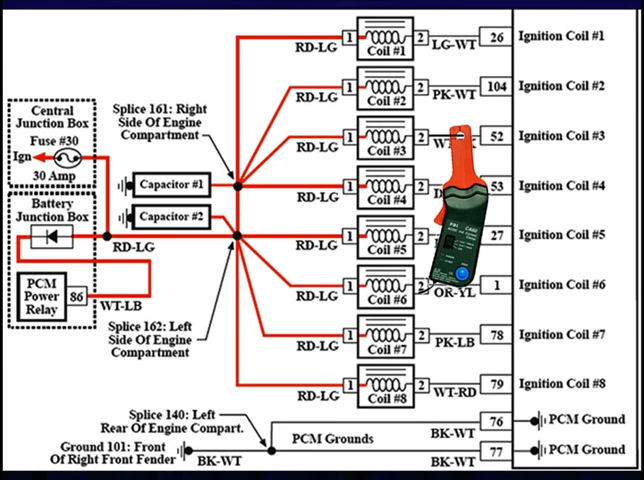 1 Coil #1 2 LG-WT 26 Ignition Coil #1
RD-LG
1 Coil #2 2 PK-WT 104 Ignition Coil #2
RD-LG
1 Coil #3 2 52 Ignition Coil #3
RD-LG
1 Coil #4 2 53 Ignition Coil #4
RD-LG
1 Coil #5 2 27 Ignition Coil #5
RD-LG
1 Coil #6 2 OR-YL 1 Ignition Coil #6
RD-LG
1 Coil #7 2 PK-LB 78 Ignition Coil #7
RD-LG
1 Coil #8 2 WT-RD 79 Ignition Coil #8
RD-LG
Central
Junction Box
Fuse #30
Ign
30 Amp
Battery
Junction Box
RD-LG
PCM
Power
Relay
86
WT-LB
Splice 161: Right
Side Of Engine
Compartment
Capacitor #1
Capacitor #2
Splice 162: Left
Side Of Engine
Compartment
Splice 140: Left
Rear Of Engine Compart.
Ground 101: Front
Of Right Front Fender
BK-WT
PCM Grounds
76 PCM Ground
BK-WT
77 PCM Ground
BK-WT